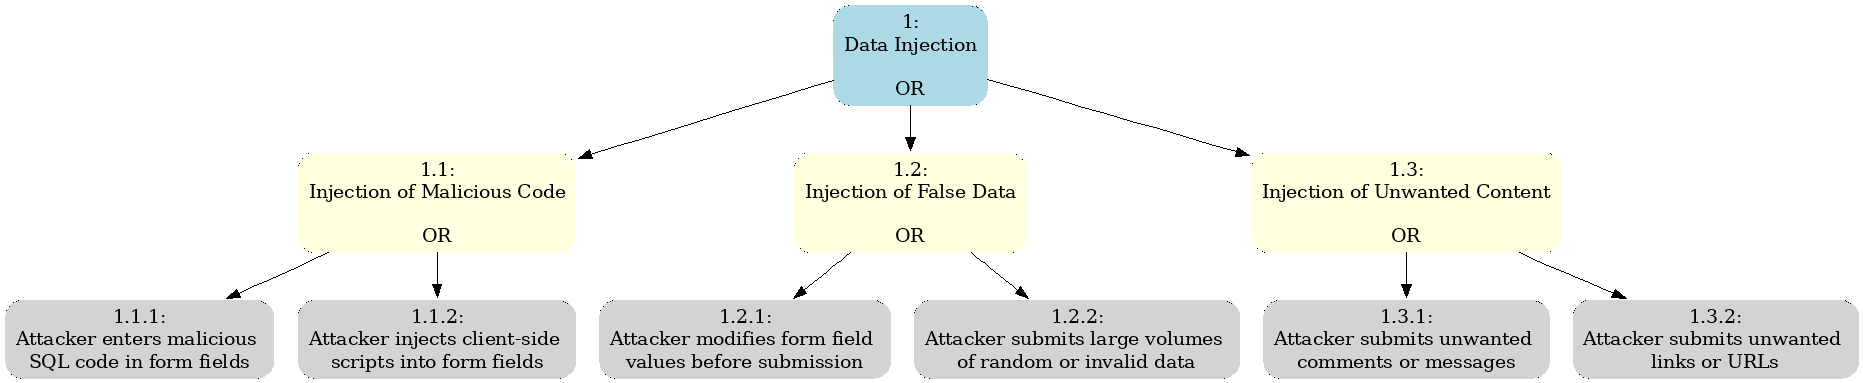 1:
Data Injection
OR
1.1:
Injection of Malicious Code
OR
1.2:
Injection of False Data
OR
1.3:
Injection of Unwanted Content
OR
1.1.1:
Attacker enters malicious
SQL code in form fields
1.1.2:
Attacker injects client-side
scripts into form fields
1.2.1:
Attacker modifies form field
values before submission
1.2.2:
Attacker submits large volumes
of random or invalid data
1.3.1:
Attacker submits unwanted
comments or messages
1.3.2:
Attacker submits unwanted
links or URLs